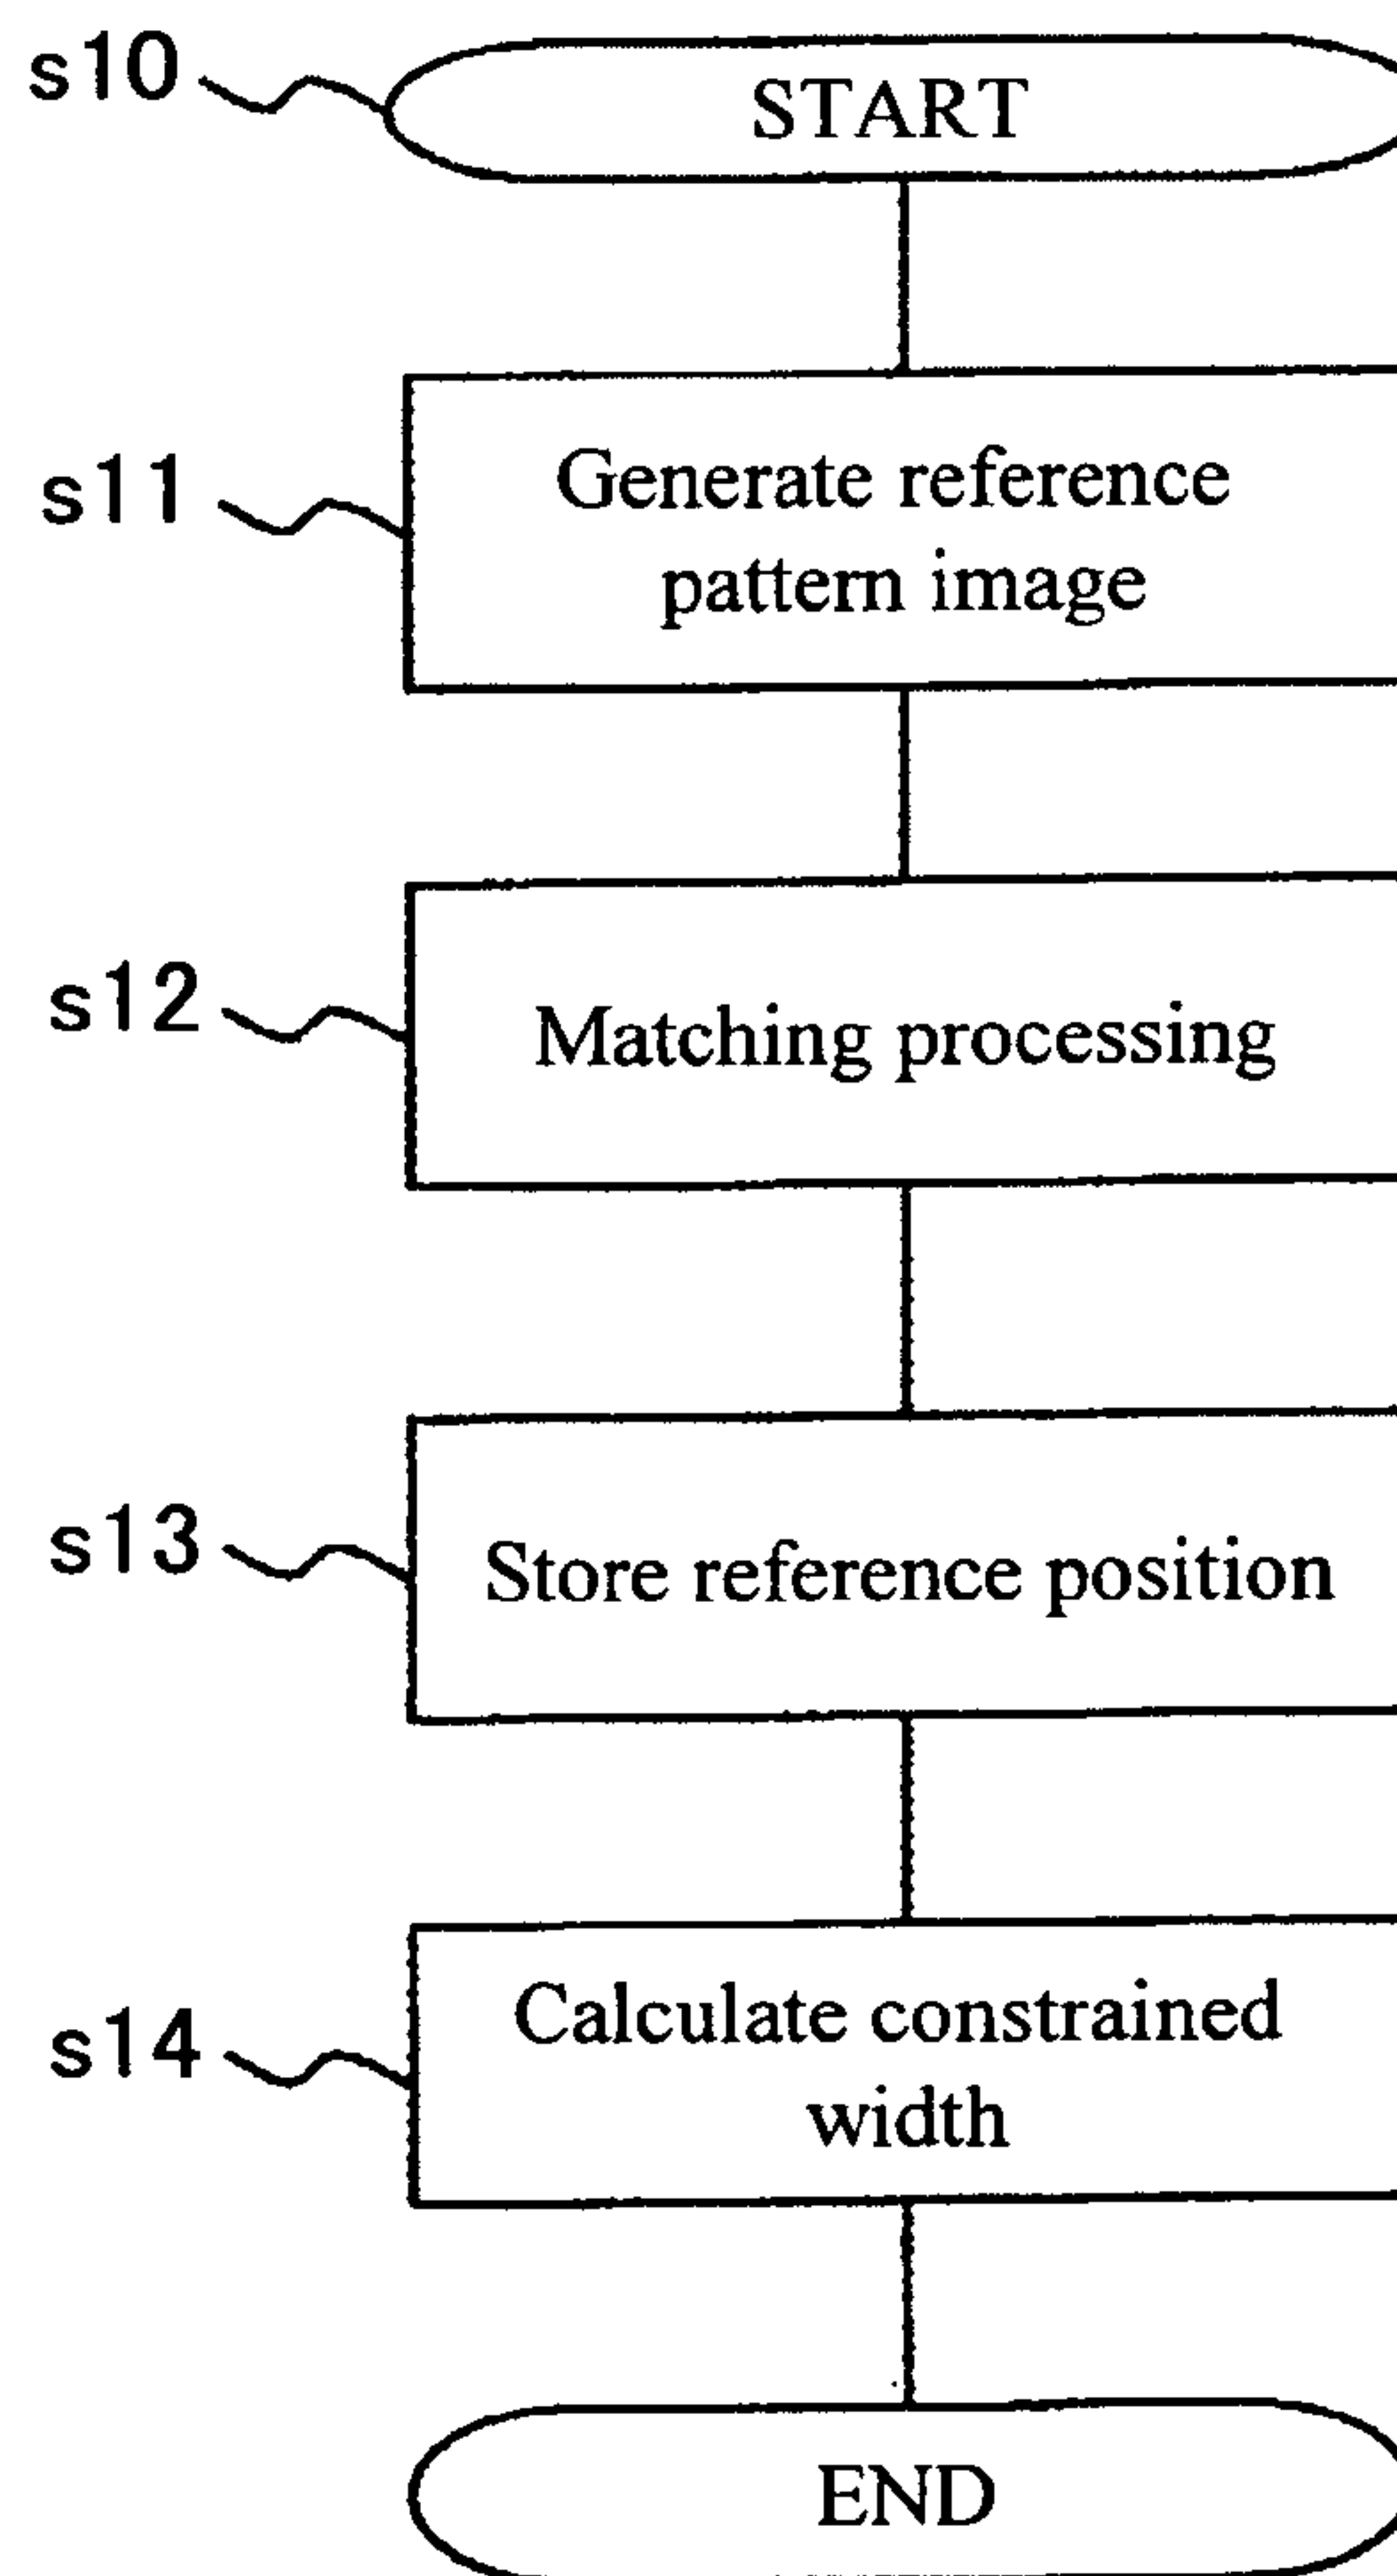 s10 START
s11 Generate reference
pattern image
s12 Matching processing
s13 Store reference position
s14 Calculate constrained
width
END